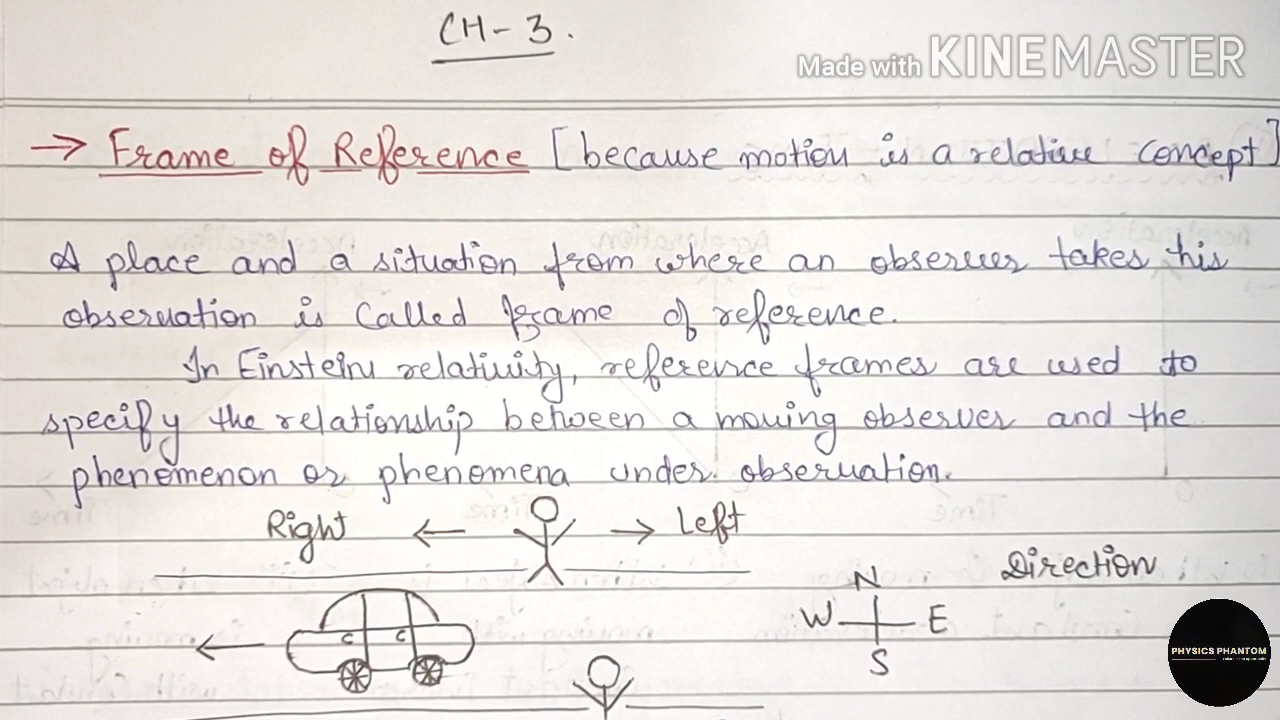 CH-3.
Made with KINEMASTER
→ Frame of Reference [because motion is a relative concept]
A place and a situation from where an observer takes his
observation is called frame of reference.
In Einstein relativity, reference frames are used to
specify the relationship between a moving observer and the
phenomenon or phenomena under observation.
Right ← → Left
Direction
N
W E
S
←
c c
PHYSICS PHANTOM